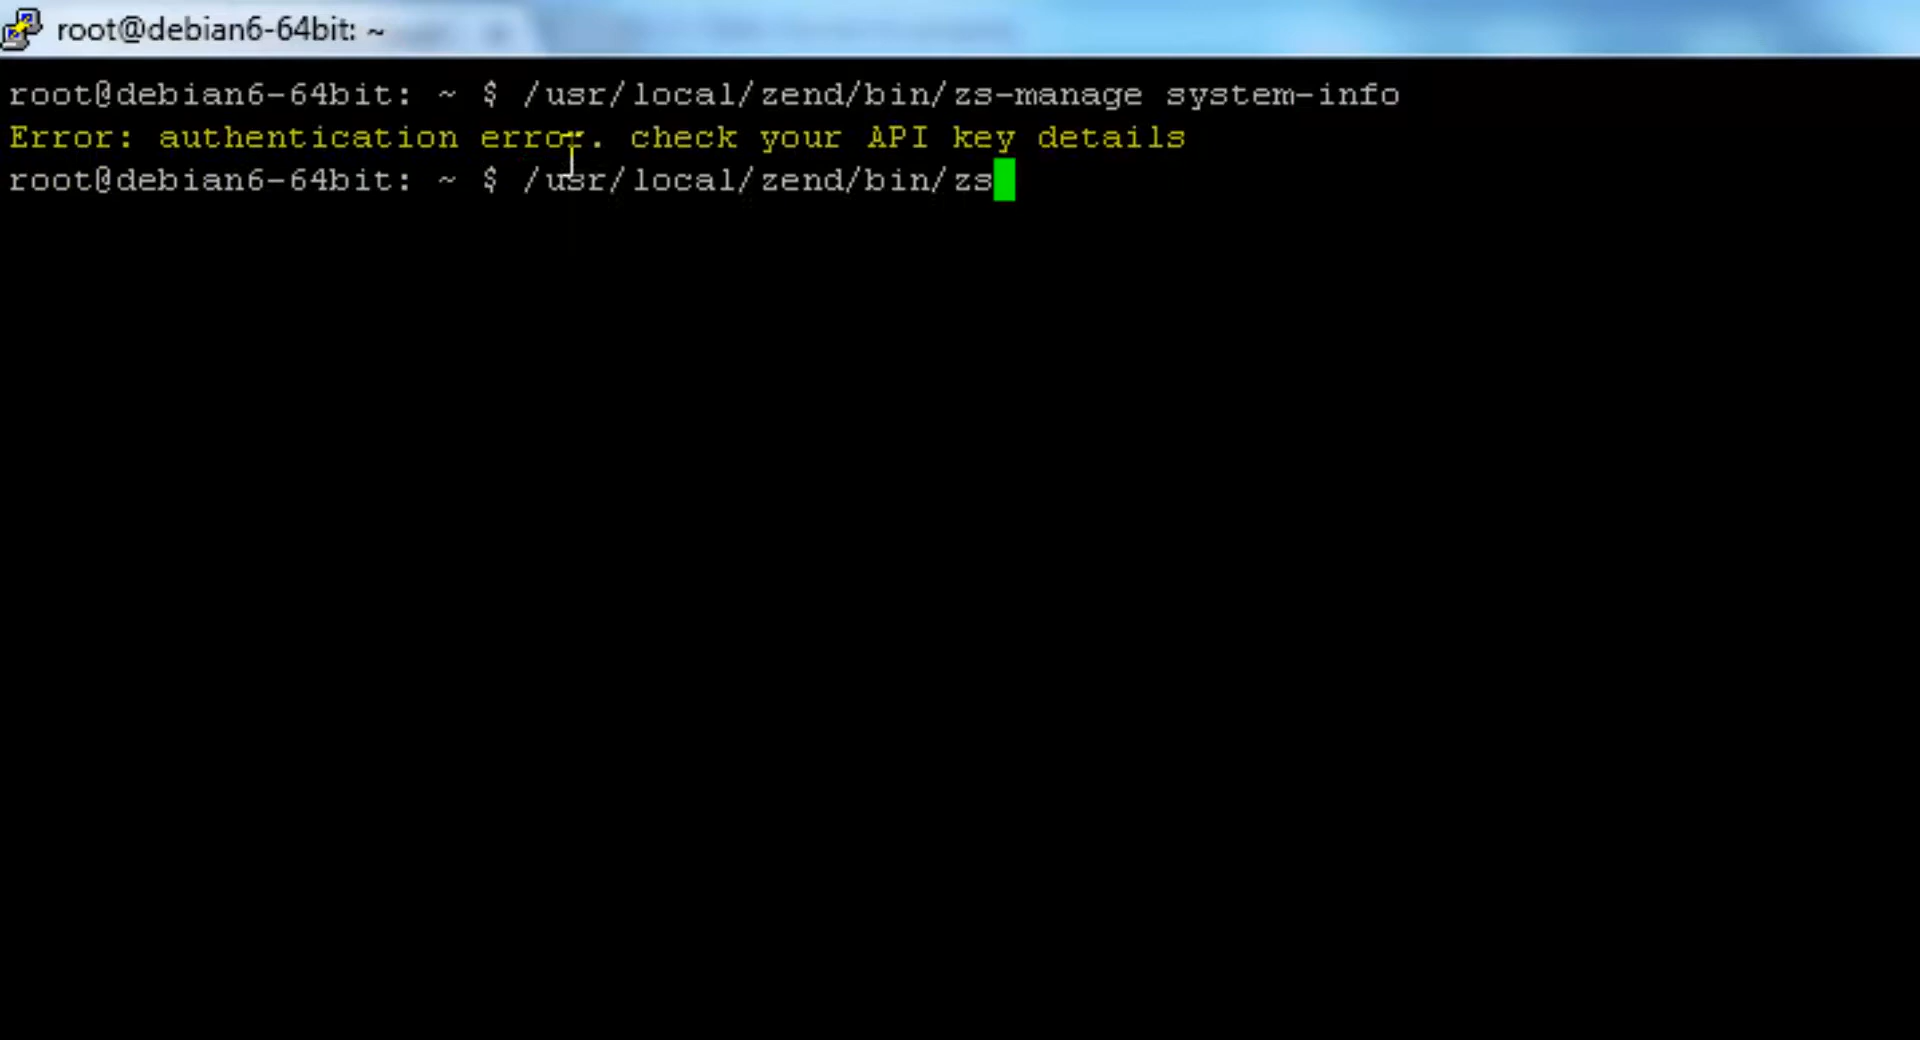 root@debian6-64bit: ~
root@debian6-64bit: ~ $ /usr/local/zend/bin/zs-manage system-info
Error: authentication error. check your API key details
root@debian6-64bit: ~ $ /usr/local/zend/bin/zs